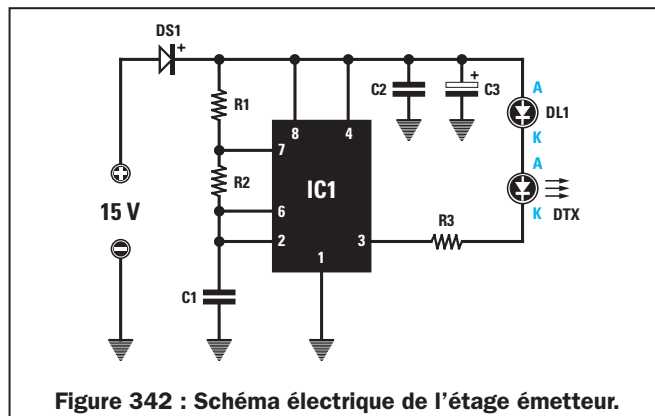 DS1
+
R1
C2
+
C3
A
DL1
K
8
4
7
R2
IC1
A
15 V
6
K
DTX
R3
2
3
1
C1
Figure 342 : Schéma électrique de l'étage émetteur.